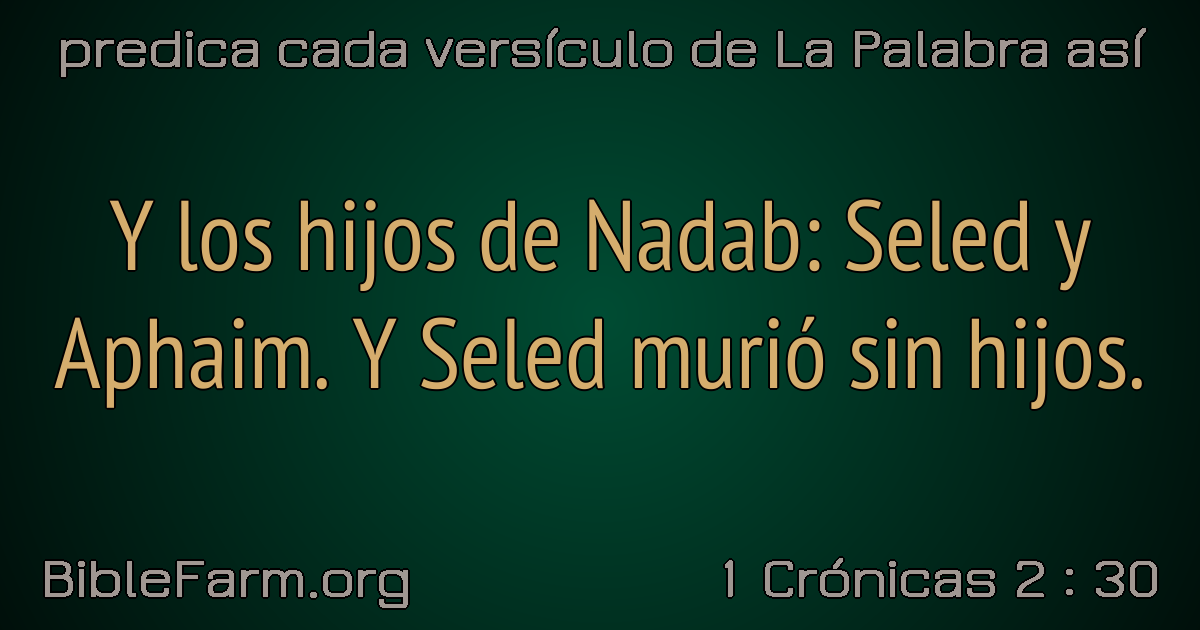 predica cada versículo de La Palabra así
Y los hijos de Nadab: Seled y
Aphaim. Y Seled murió sin hijos.
BibleFarm.org
1 Crónicas 2 : 30